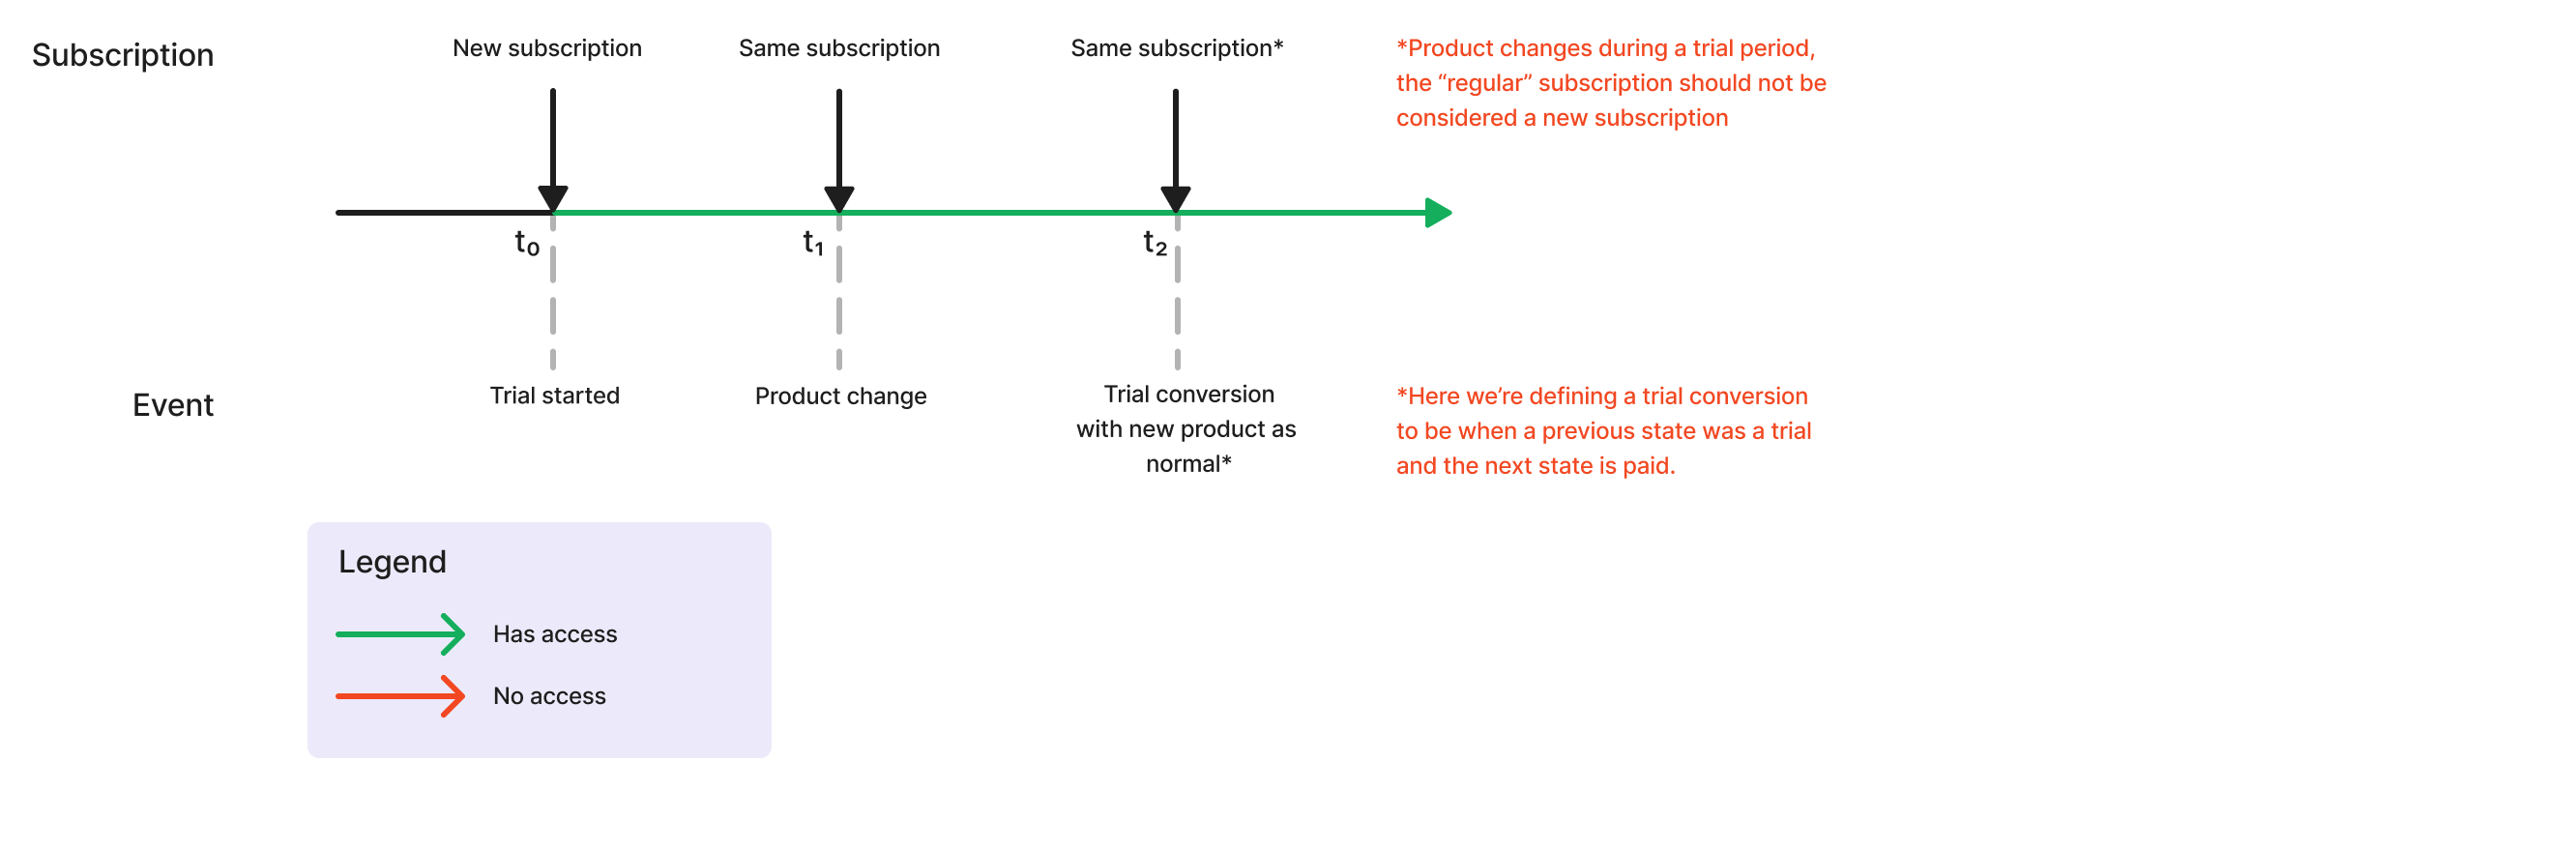 Subscription
New subscription
Same subscription
Same subscription*
*Product changes during a trial period,
the “regular” subscription should not be
considered a new subscription
t₀
t₁
t₂
Event
Trial started
Product change
Trial conversion
with new product as
normal*
*Here we’re defining a trial conversion
to be when a previous state was a trial
and the next state is paid.
Legend
Has access
No access